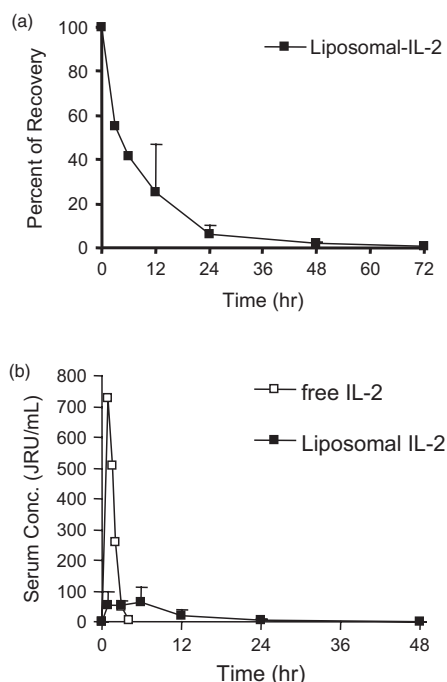 (a)
Liposomal-IL-2
Percent of Recovery
100
80
60
40
20
0
0 12 24 36 48 60 72
Time (hr)
(b)
free IL-2
Liposomal IL-2
Serum Conc. (JRU/mL)
800
700
600
500
400
300
200
100
0
0 12 24 36 48
Time (hr)